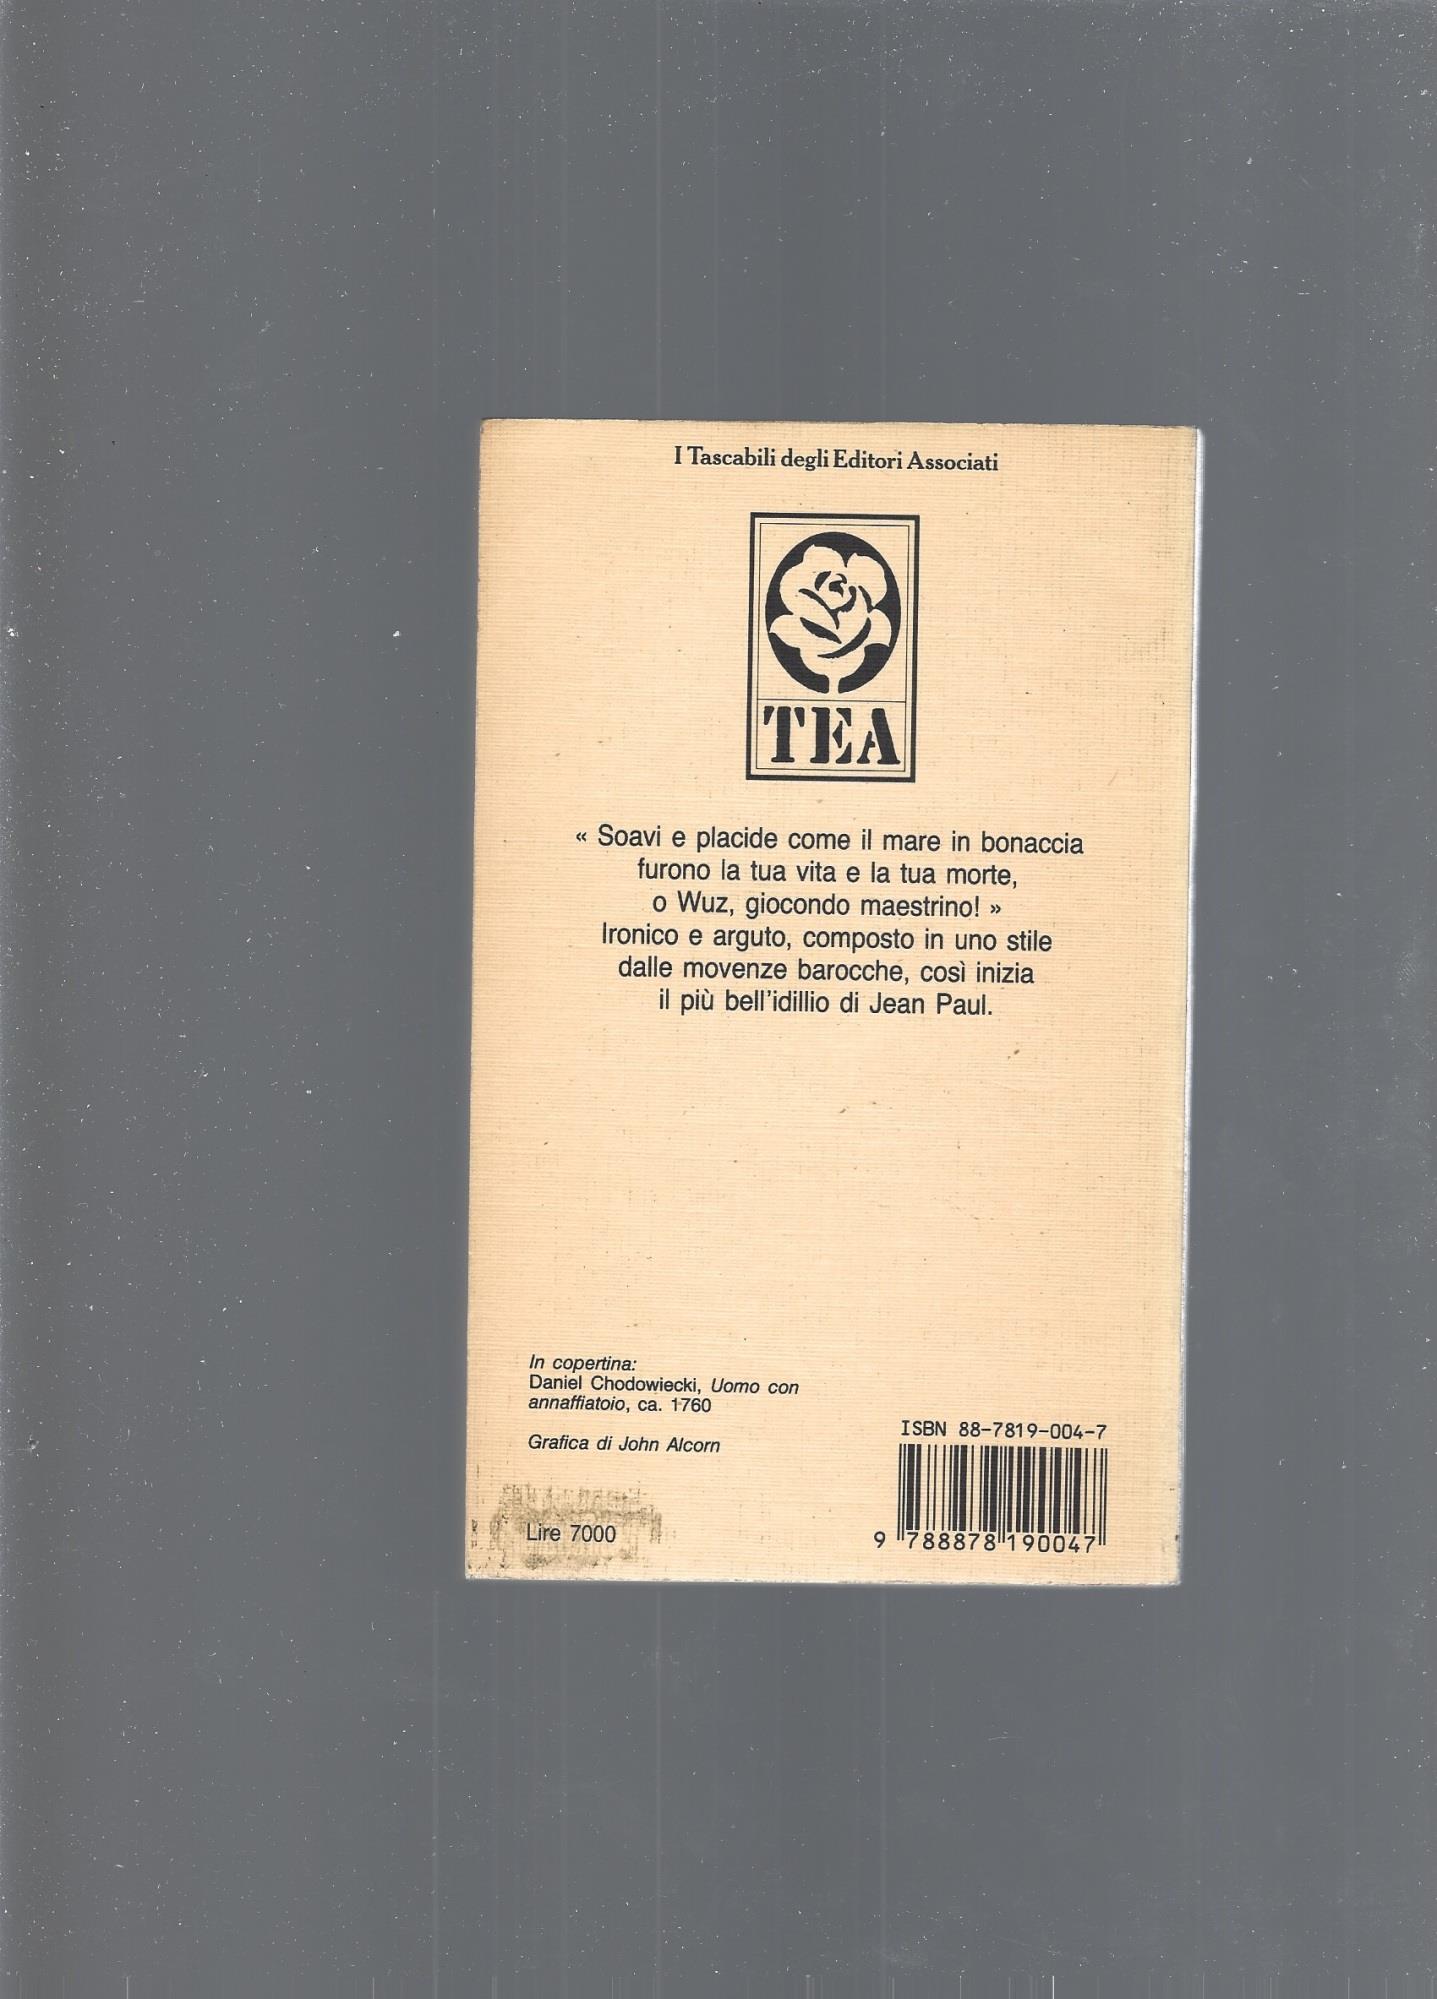 I Tascabili degli Editori Associati
TEA
« Soavi e placide come il mare in bonaccia
furono la tua vita e la tua morte,
o Wuz, giocondo maestrino! »
Ironico e arguto, composto in uno stile
dalle movenze barocche, così inizia
il più bell'idillio di Jean Paul.
In copertina:
Daniel Chodowiecki, Uomo con
annaffiatoio, ca. 1760
Grafica di John Alcorn
Lire 7000
ISBN 88-7819-004-7
9 788878 190047